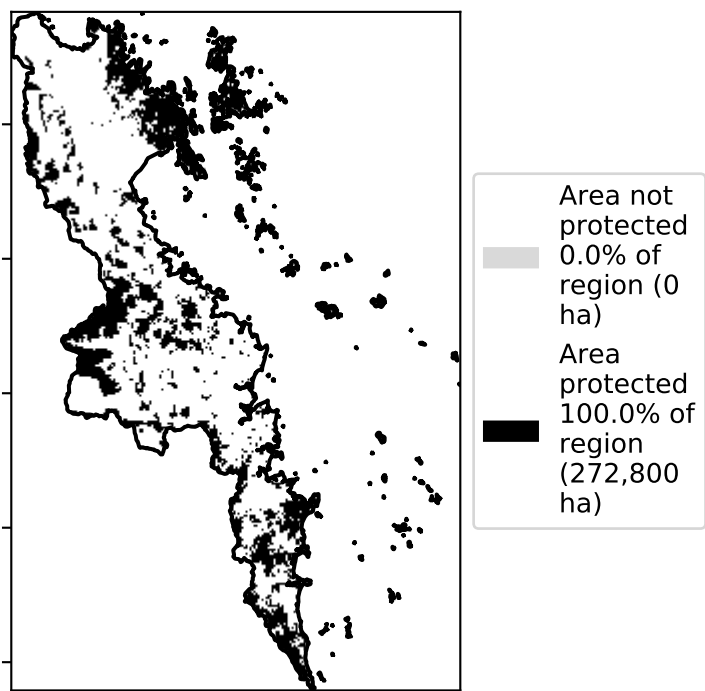 Area not
protected
0.0% of
region (0
ha)
Area
protected
100.0% of
region
(272,800
ha)